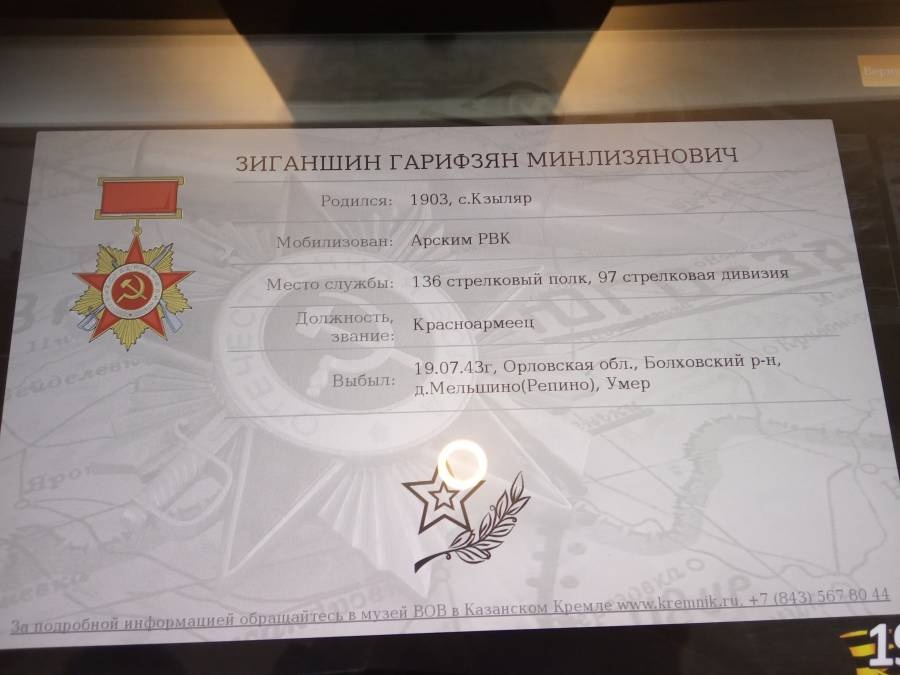 ЗИГАНШИН ГАРИФЗЯН МИНЛИЗЯНОВИЧ
Родился: 1903, с.Кзыляр
Мобилизован: Арским РВК
Место службы: 136 стрелковый полк, 97 стрелковая дивизия
Должность, звание: Красноармеец
Выбыл: 19.07.43г, Орловская обл., Болховский р-н,
д.Мельшино(Репино), Умер
За подробной информацией обращайтесь в музей ВОВ в Казанском Кремле www.kremnik.ru, +7 (843) 567 80 44